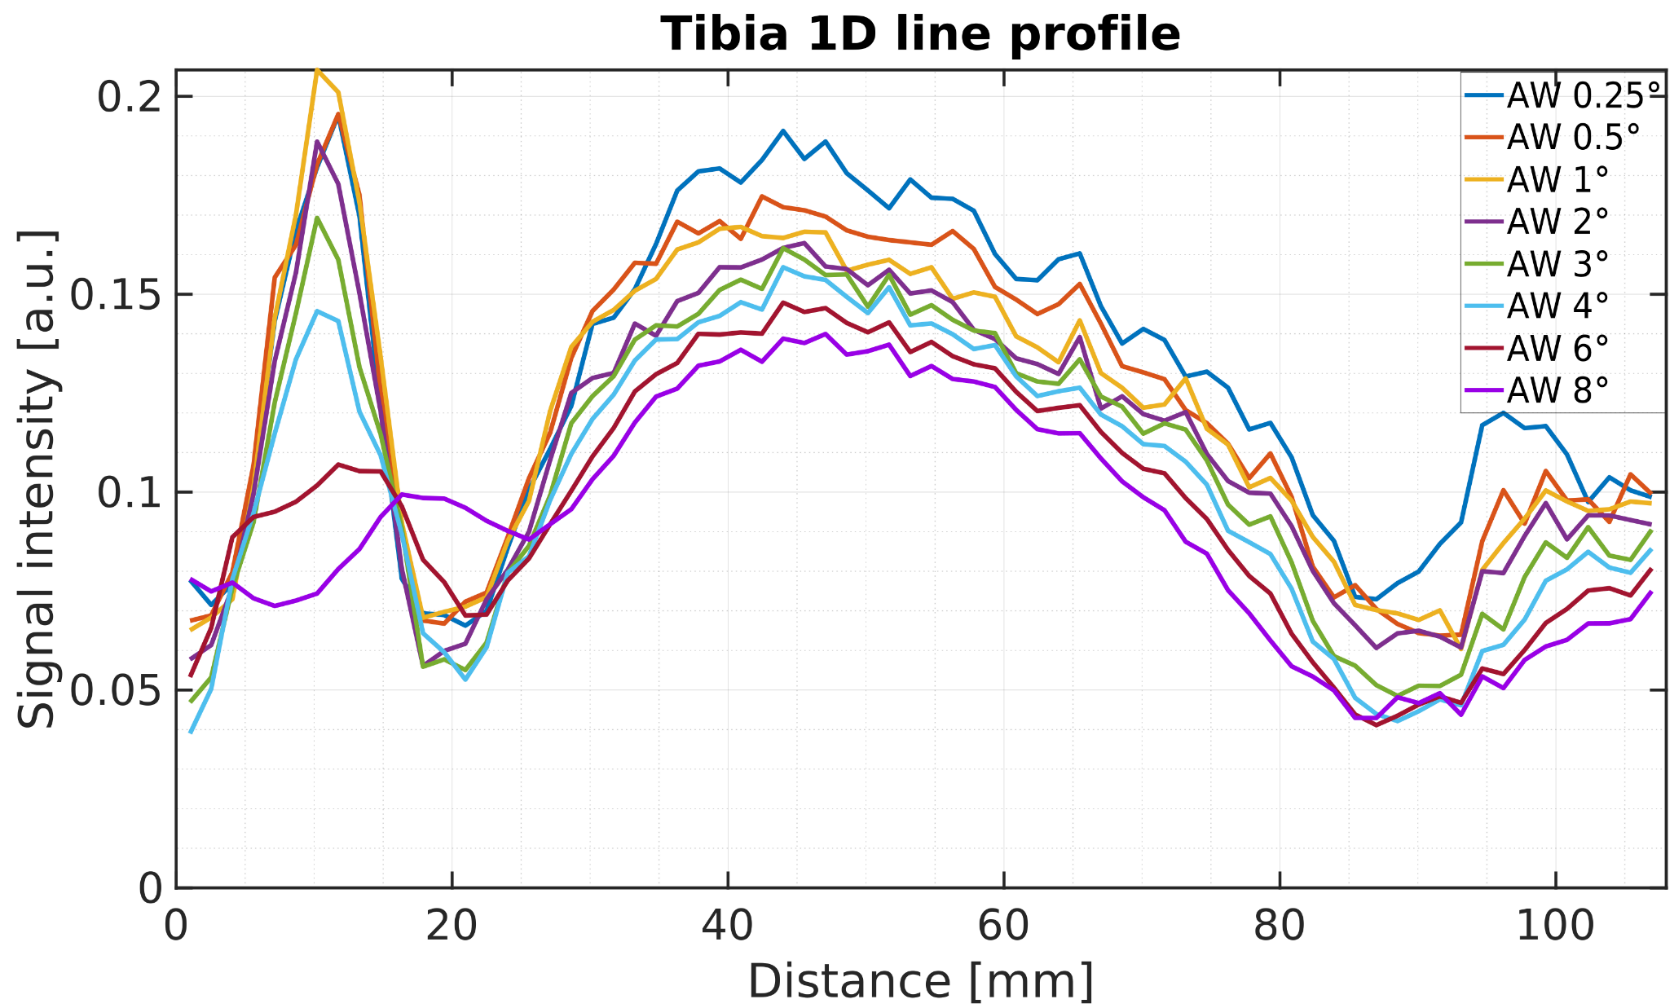 Tibia 1D line profile
Signal intensity [a.u.]
0.2
0.15
0.1
0.05
0
0 20 40 60 80 100
Distance [mm]
AW 0.25°
AW 0.5°
AW 1°
AW 2°
AW 3°
AW 4°
AW 6°
AW 8°